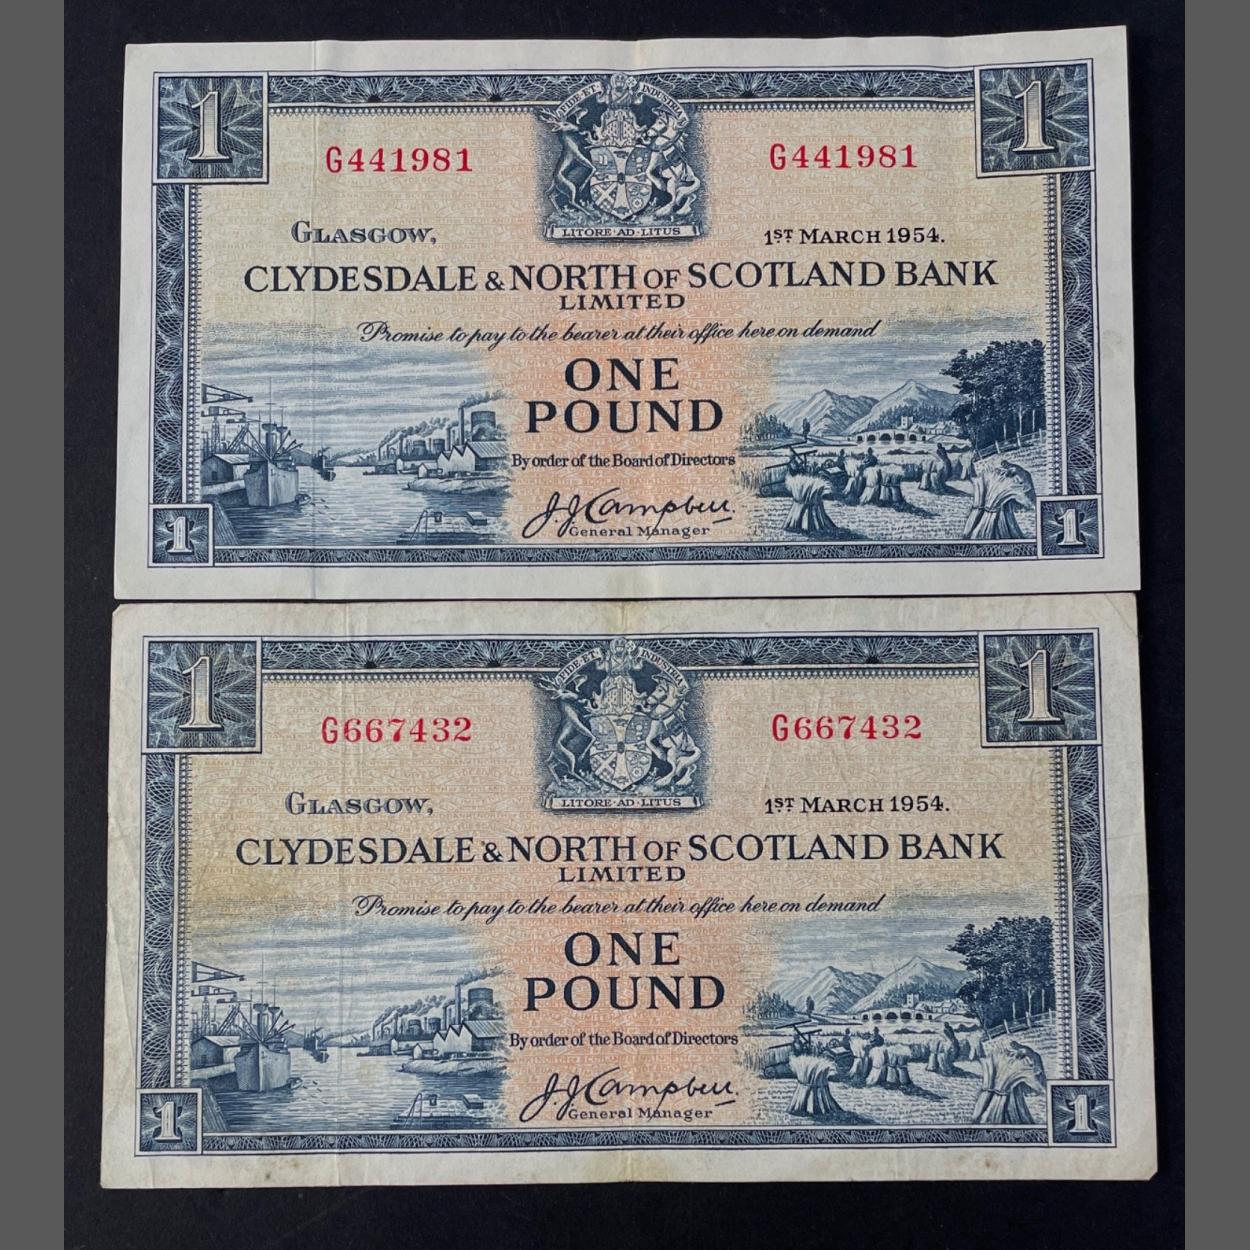 1 1
FIDE ET INDUSTRIA
G441981 G441981
LITORE·AD·LITUS
GLASGOW, 1ST MARCH 1954.
CLYDESDALE & NORTH OF SCOTLAND BANK
LIMITED
Promise to pay to the bearer at their office here on demand
ONE
POUND
By order of the Board of Directors
J.J. Campbell.
General Manager
1 1
1 1
FIDE ET INDUSTRIA
G667432 G667432
LITORE·AD·LITUS
GLASGOW, 1ST MARCH 1954.
CLYDESDALE & NORTH OF SCOTLAND BANK
LIMITED
Promise to pay to the bearer at their office here on demand
ONE
POUND
By order of the Board of Directors
J.J. Campbell.
General Manager
1 1